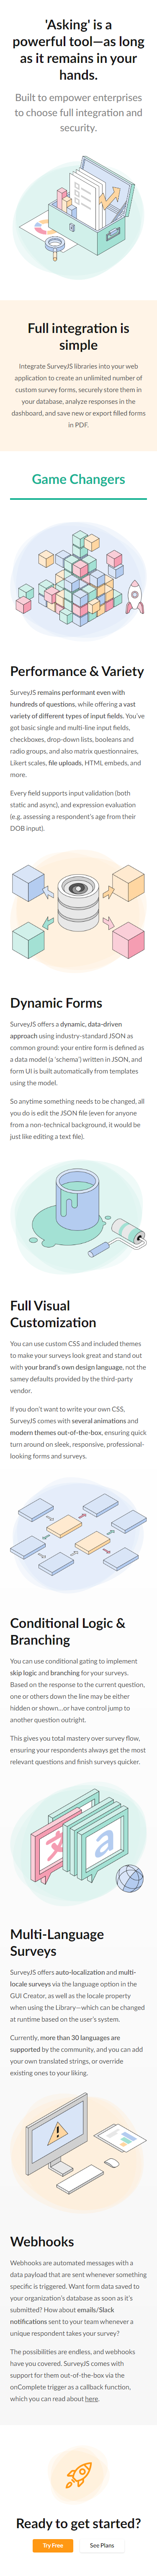 'Asking' is a
powerful tool—as long
as it remains in your
hands.
Built to empower enterprises
to choose full integration and
security.
Full integration is
simple
Integrate SurveyJS libraries into your web
application to create an unlimited number of
custom survey forms, securely store them in
your database, analyze responses in the
dashboard, and save new or export filled forms
in PDF.
Game Changers
Performance & Variety
SurveyJS remains performant even with
hundreds of questions, while offering a vast
variety of different types of input fields. You've
got basic single and multi-line input fields,
checkboxes, drop-down lists, booleans and
radio groups, and also matrix questionnaires,
Likert scales, file uploads, HTML embeds, and
more.
Every field supports input validation (both
static and async), and expression evaluation
(e.g. assessing a respondent's age from their
DOB input).
Dynamic Forms
SurveyJS offers a dynamic, data-driven
approach using industry-standard JSON as
common ground: your entire form is defined as
a data model (a 'schema') written in JSON, and
form UI is built automatically from templates
using the model.
So anytime something needs to be changed, all
you do is edit the JSON file (even for anyone
from a non-technical background, it would be
just like editing a text file).
Full Visual
Customization
You can use custom CSS and included themes
to make your surveys look great and stand out
with your brand's own design language, not the
samey defaults provided by the third-party
vendor.
If you don't want to write your own CSS,
SurveyJS comes with several animations and
modern themes out-of-the-box, ensuring quick
turn around on sleek, responsive, professional-
looking forms and surveys.
Conditional Logic &
Branching
You can use conditional gating to implement
skip logic and branching for your surveys.
Based on the response to the current question,
one or others down the line may be either
hidden or shown...or have control jump to
another question outright.
This gives you total mastery over survey flow,
ensuring your respondents always get the most
relevant questions and finish surveys quicker.
文
a
Multi-Language
Surveys
SurveyJS offers auto-localization and multi-
locale surveys via the language option in the
GUI Creator, as well as the locale property
when using the Library—which can be changed
at runtime based on the user's system.
Currently, more than 30 languages are
supported by the community, and you can add
your own translated strings, or override
existing ones to your liking.
Webhooks
Webhooks are automated messages with a
data payload that are sent whenever something
specific is triggered. Want form data saved to
your organization's database as soon as it's
submitted? How about emails/Slack
notifications sent to your team whenever a
unique respondent takes your survey?
The possibilities are endless, and webhooks
have you covered. SurveyJS comes with
support for them out-of-the-box via the
onComplete trigger as a callback function,
which you can read about here.
Ready to get started?
Try Free
See Plans